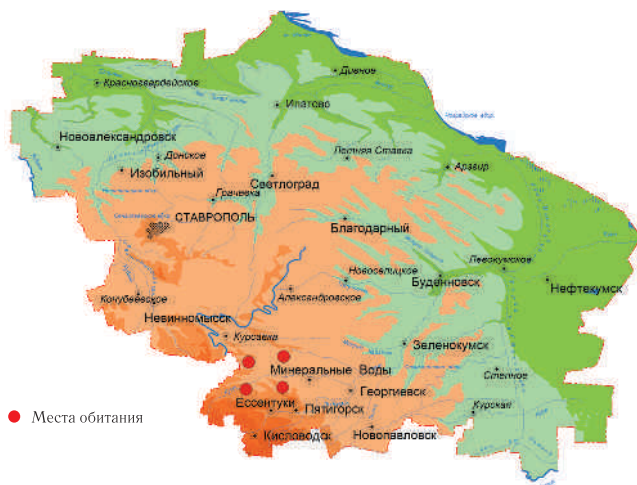 Дивное
Красногвардейское
Ипатово
Новоалександровск
Донское
Летняя Ставка
Изобильный
Арзгир
Светлоград
Грачевка
СТАВРОПОЛЬ
Благодарный
Левокумское
Новоселицкое
Буденновск
Нефтекумск
Кочубеевское
Александровское
Невинномысск
Курсавка
Зеленокумск
Минеральные Воды
Степное
Георгиевск
Ессентуки
Пятигорск
Курская
Места обитания
Кисловодск
Новопавловск